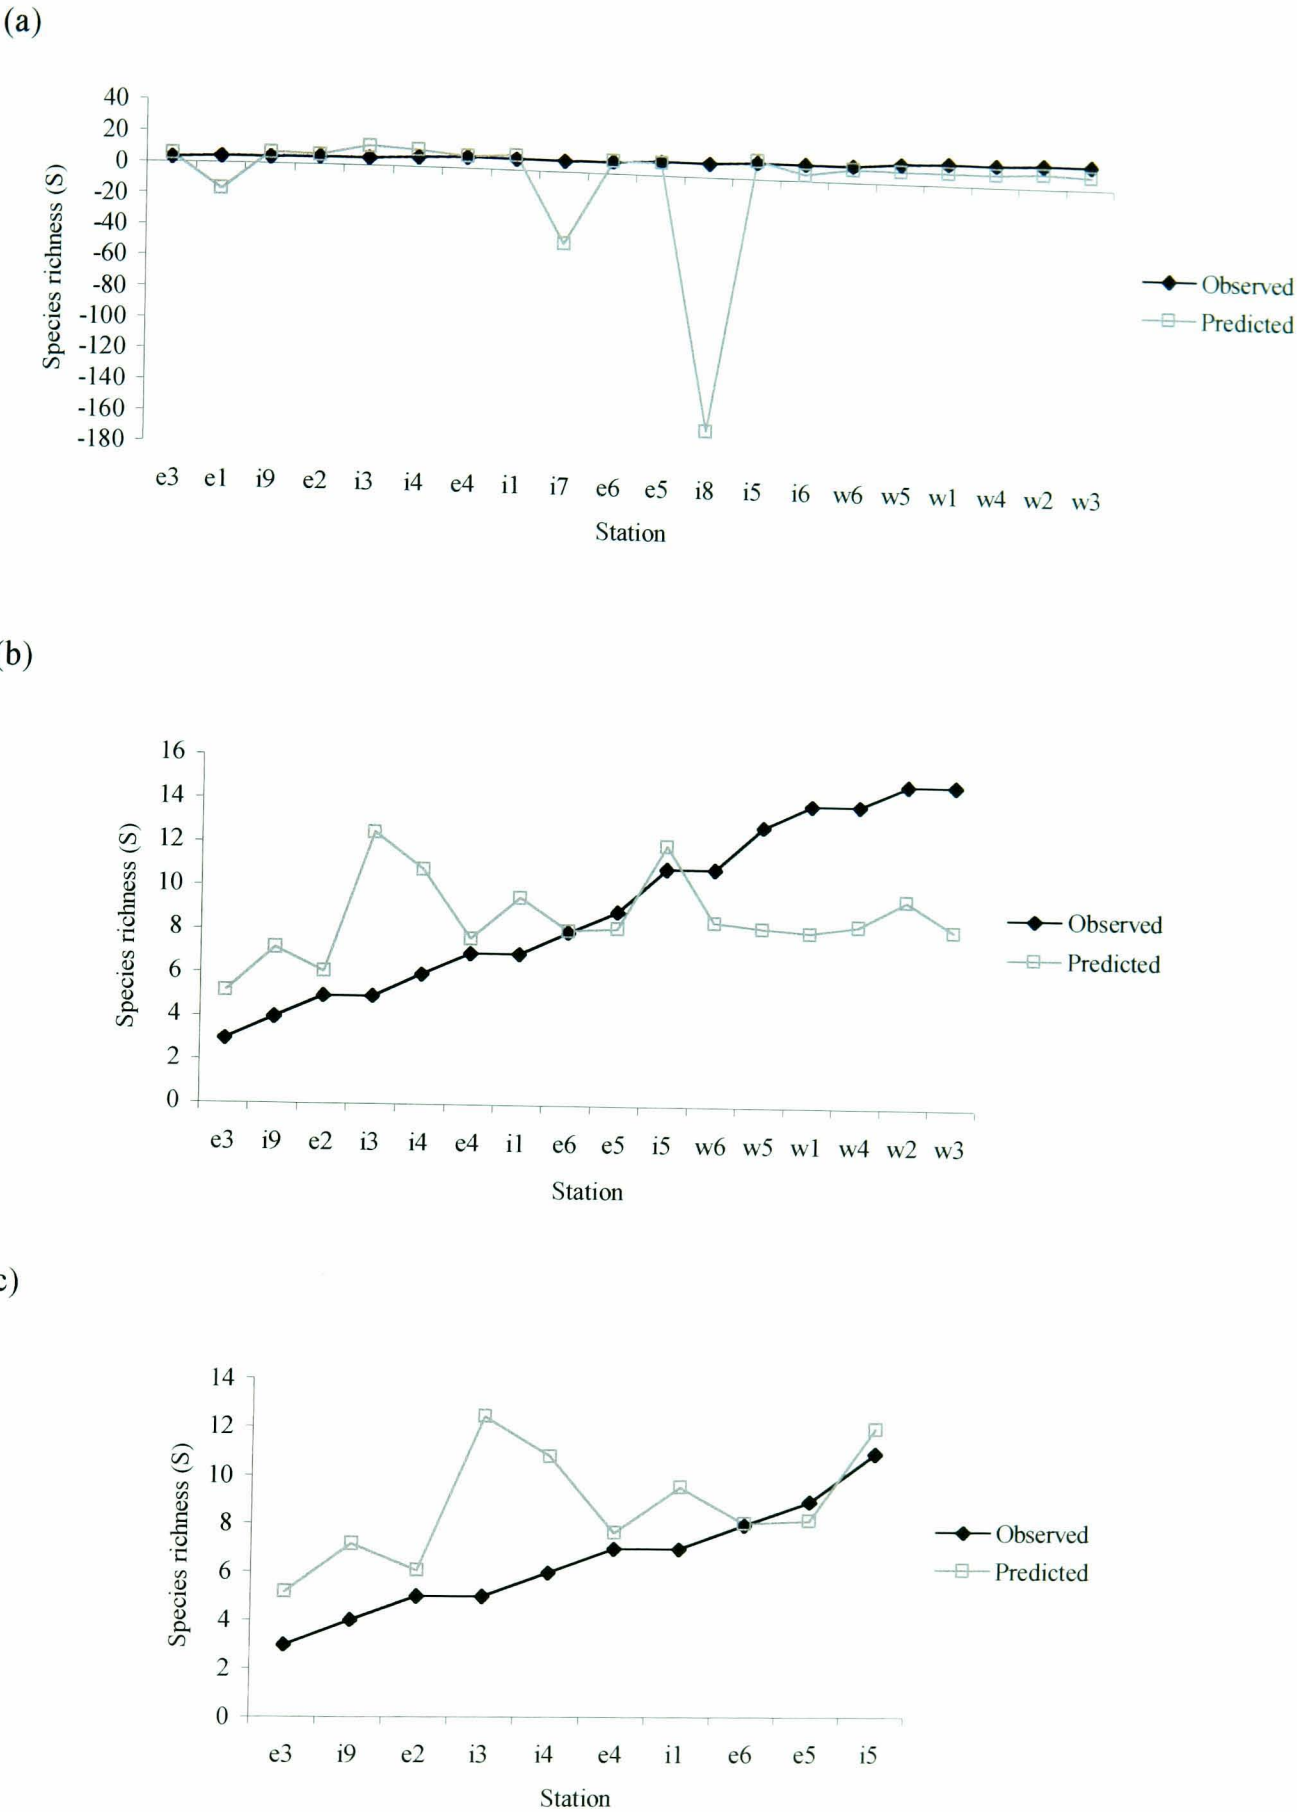 (a)
40
20
0
-20
-40
-60
-80
-100
-120
-140
-160
-180
Species richness (S)
e3 e1 i9 e2 i3 i4 e4 i1 i7 e6 e5 i8 i5 i6 w6 w5 w1 w4 w2 w3
Station
Observed
Predicted
(b)
16
14
12
10
8
6
4
2
0
Species richness (S)
e3 i9 e2 i3 i4 e4 i1 e6 e5 i5 w6 w5 w1 w4 w2 w3
Station
Observed
Predicted
c)
14
12
10
8
6
4
2
0
Species richness (S)
e3 i9 e2 i3 i4 e4 i1 e6 e5 i5
Station
Observed
Predicted